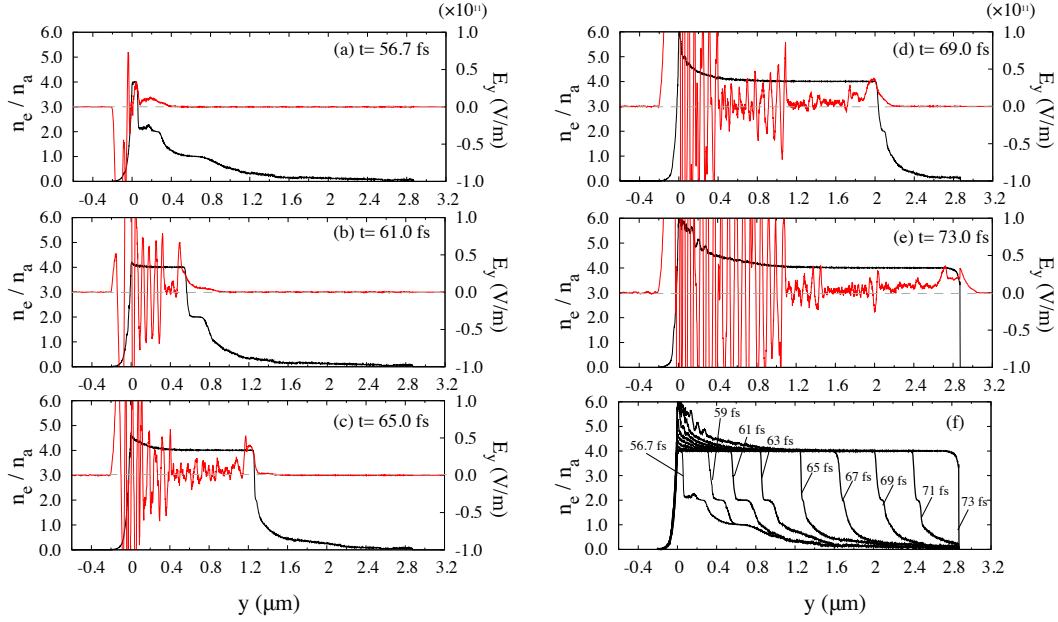 (×10¹¹)
6.0
5.0
4.0
3.0
2.0
1.0
0.0
n_e / n_a
(a) t= 56.7 fs
1.0
0.5
0.0
-0.5
-1.0
E_y (V/m)
-0.4 0 0.4 0.8 1.2 1.6 2 2.4 2.8 3.2
6.0
5.0
4.0
3.0
2.0
1.0
0.0
n_e / n_a
(b) t= 61.0 fs
1.0
0.5
0.0
-0.5
-1.0
E_y (V/m)
-0.4 0 0.4 0.8 1.2 1.6 2 2.4 2.8 3.2
6.0
5.0
4.0
3.0
2.0
1.0
0.0
n_e / n_a
(c) t= 65.0 fs
1.0
0.5
0.0
-0.5
-1.0
E_y (V/m)
-0.4 0 0.4 0.8 1.2 1.6 2 2.4 2.8 3.2
y (μm)
(×10¹¹)
6.0
5.0
4.0
3.0
2.0
1.0
0.0
n_e / n_a
(d) t= 69.0 fs
1.0
0.5
0.0
-0.5
-1.0
E_y (V/m)
-0.4 0 0.4 0.8 1.2 1.6 2 2.4 2.8 3.2
6.0
5.0
4.0
3.0
2.0
1.0
0.0
n_e / n_a
(e) t= 73.0 fs
1.0
0.5
0.0
-0.5
-1.0
E_y (V/m)
-0.4 0 0.4 0.8 1.2 1.6 2 2.4 2.8 3.2
6.0
5.0
4.0
3.0
2.0
1.0
0.0
n_e / n_a
(f)
56.7 fs
59 fs
61 fs
63 fs
65 fs
67 fs
69 fs
71 fs
73 fs
-0.4 0 0.4 0.8 1.2 1.6 2 2.4 2.8 3.2
y (μm)